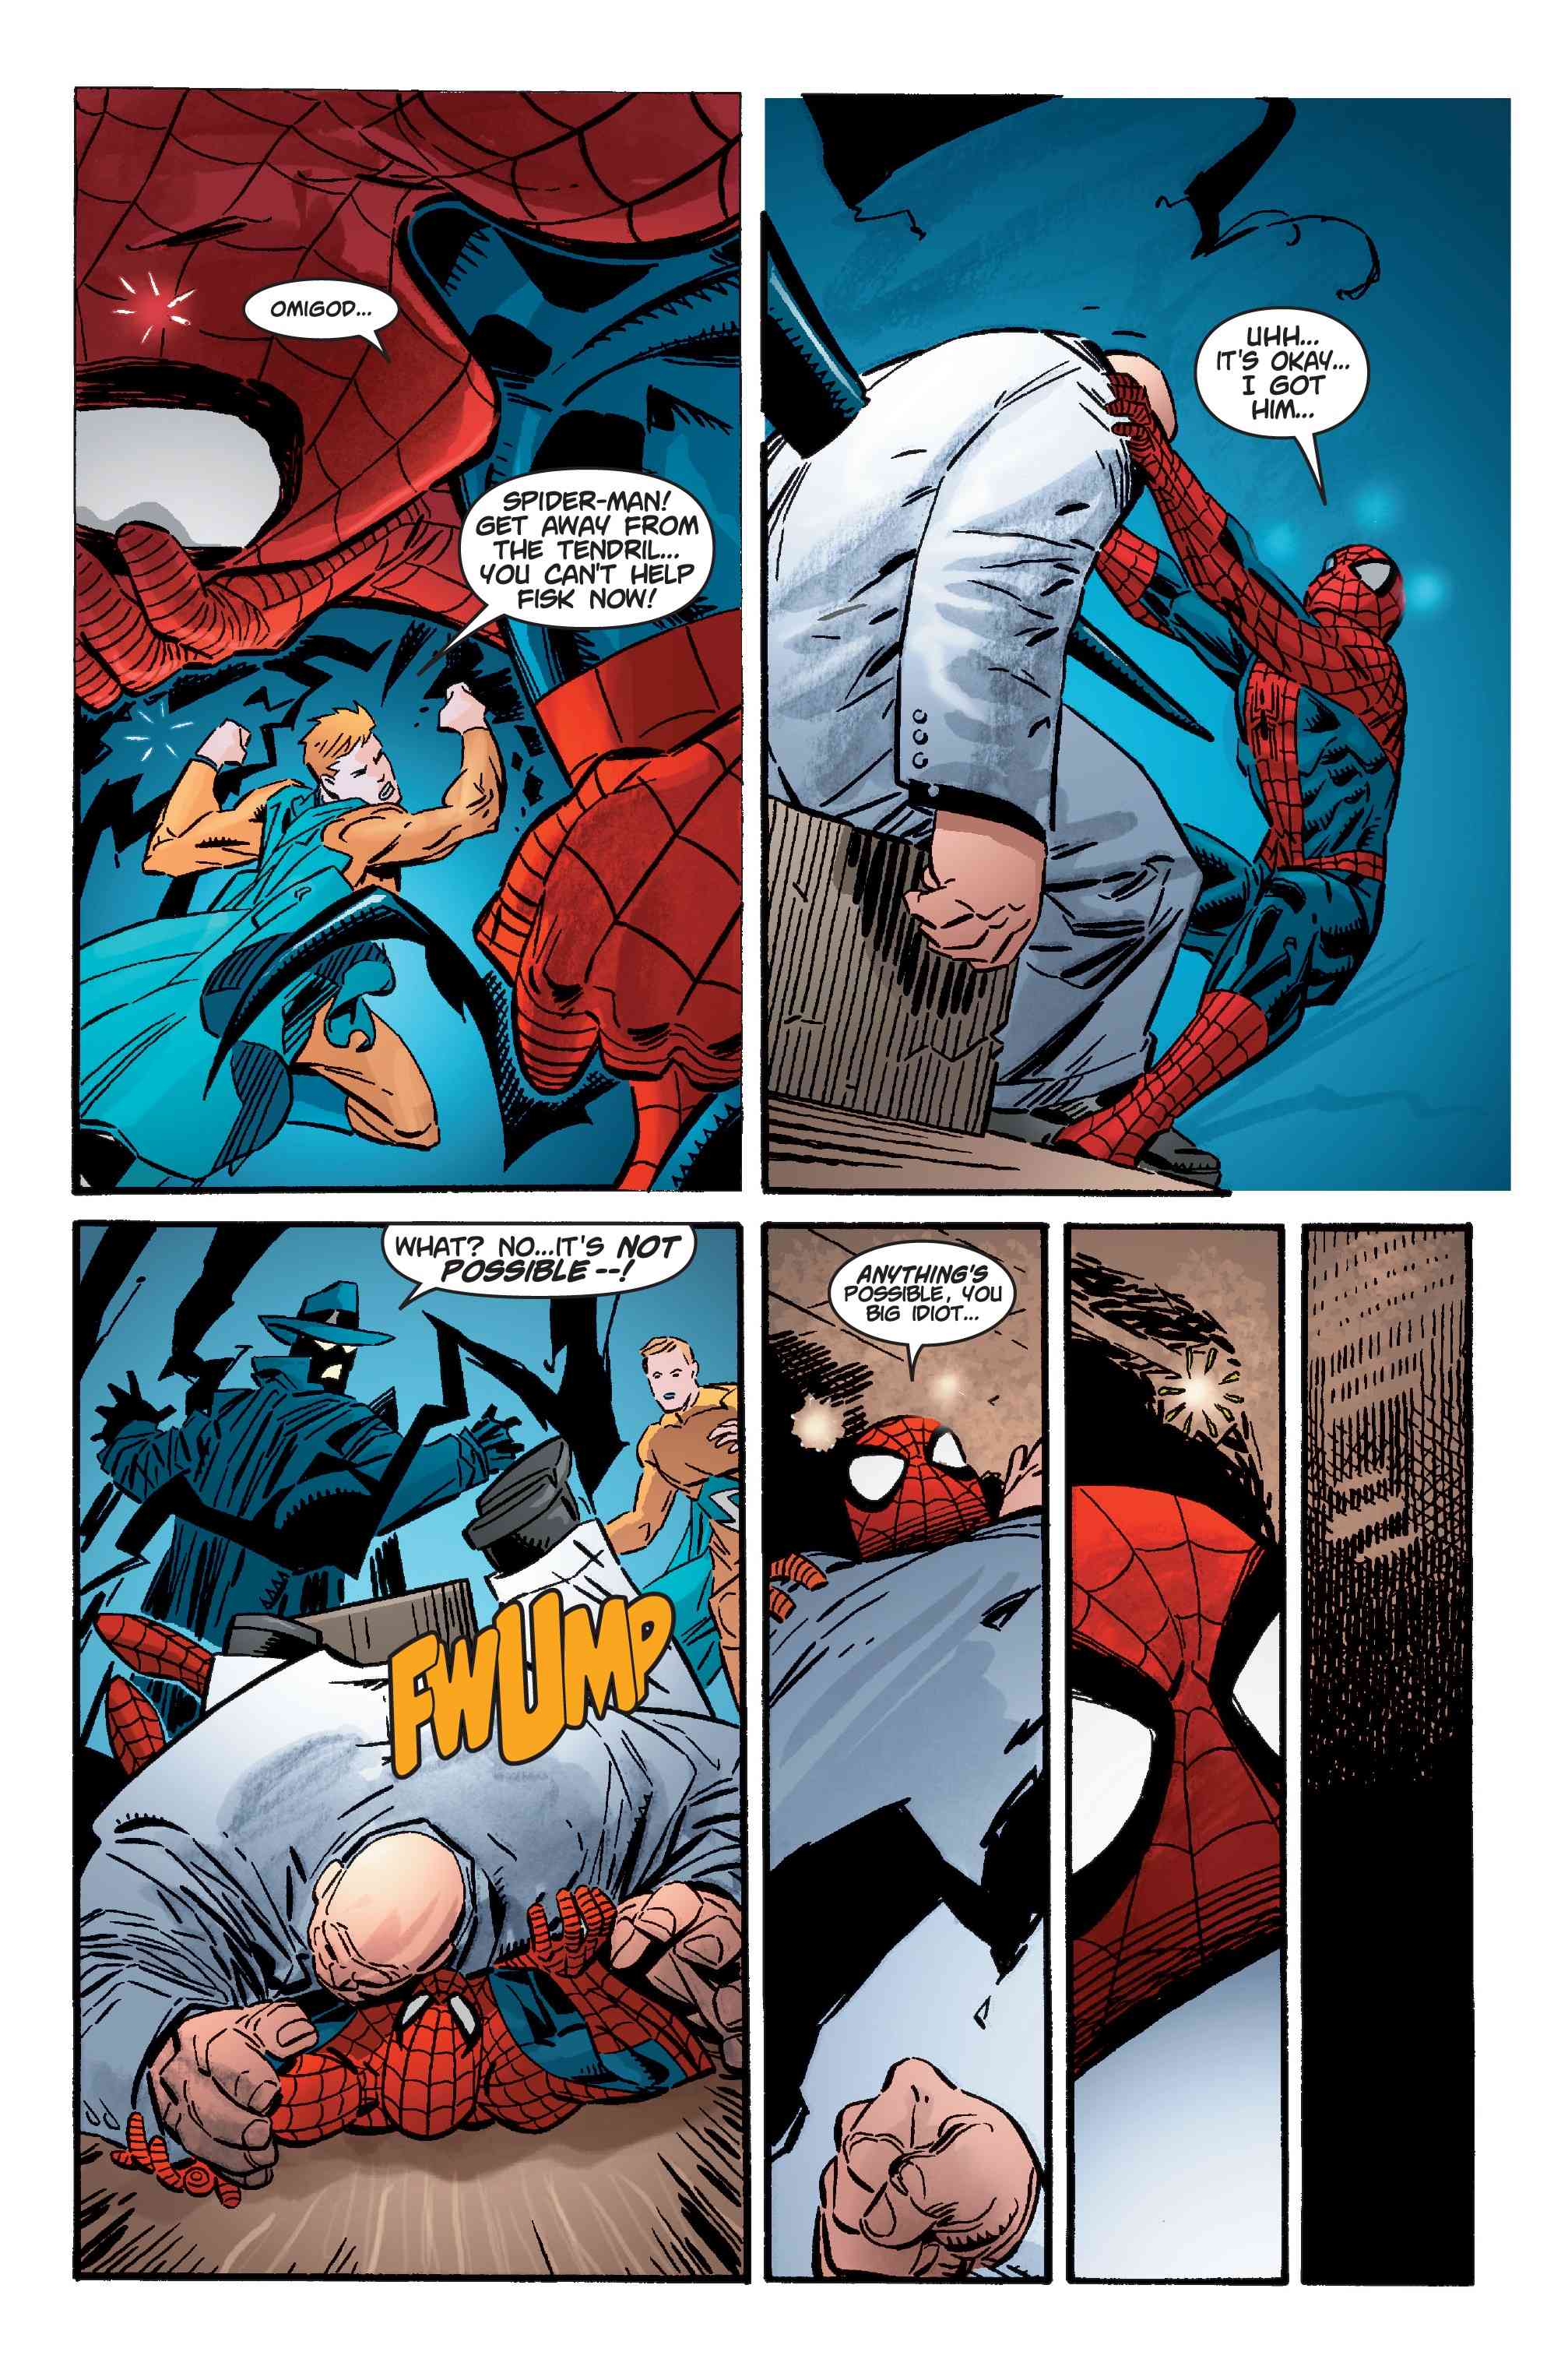 OMIGOD...
SPIDER-MAN!
GET AWAY FROM
THE TENDRIL...
YOU CAN'T HELP
FISK NOW!
UHH...
IT'S OKAY...
I GOT
HIM...
WHAT? NO...IT'S NOT
POSSIBLE--!
FWUMP
ANYTHING'S
POSSIBLE, YOU
BIG IDIOT...